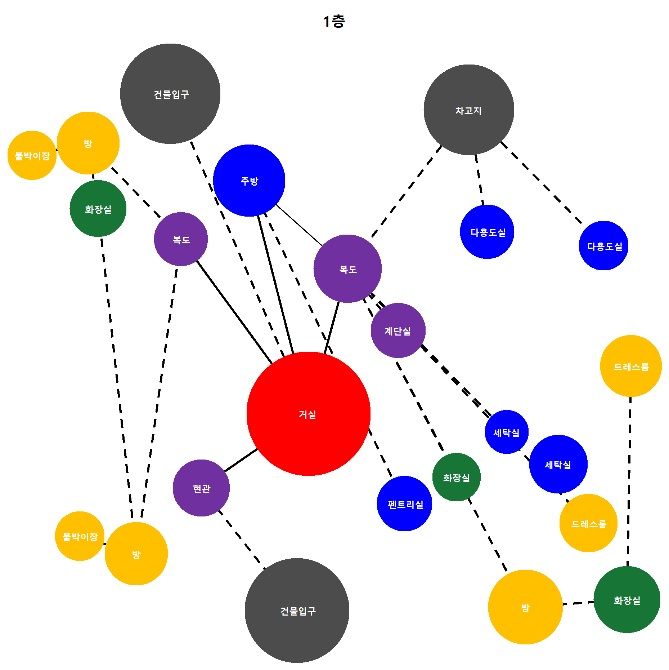 1층
건물입구
차고지
방
붙박이장
주방
화장실
복도
다용도실
다용도실
복도
계단실
드레스룸
거실
세탁실
세탁실
화장실
현관
펜트리실
드레스룸
붙박이장
방
화장실
방
건물입구